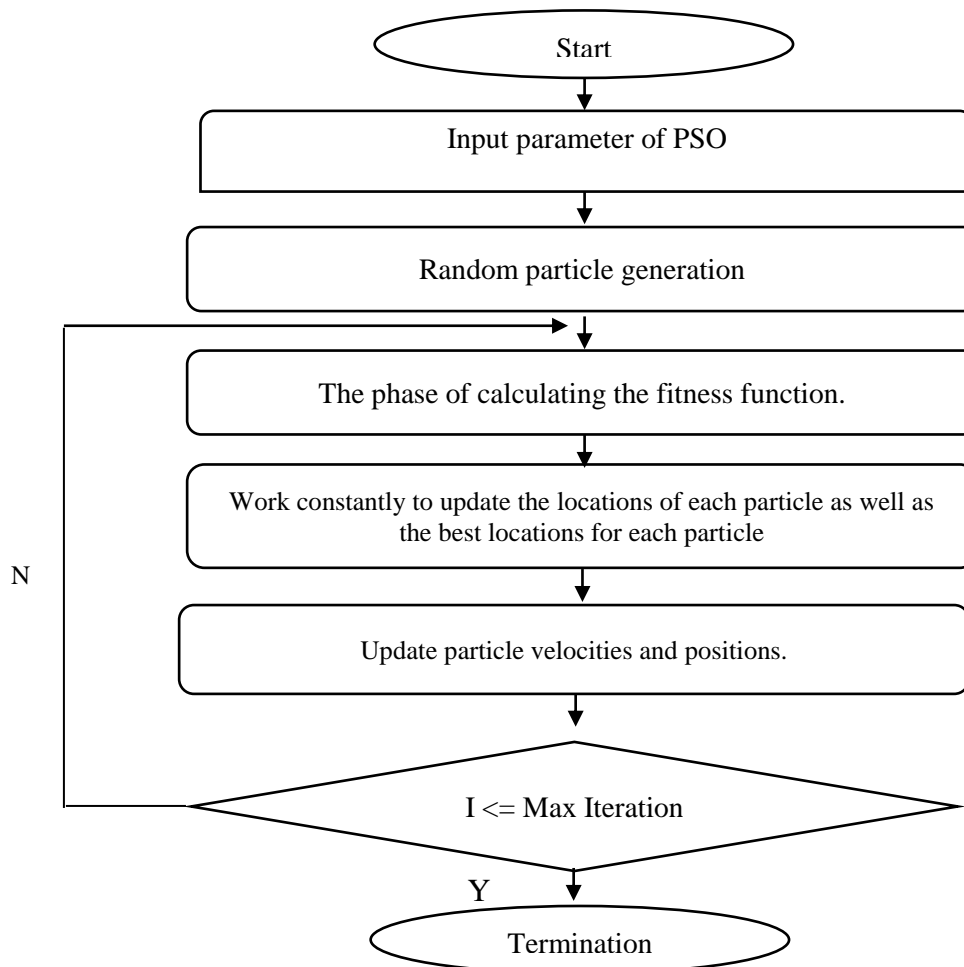 Start
Input parameter of PSO
Random particle generation
The phase of calculating the fitness function.
Work constantly to update the locations of each particle as well as
the best locations for each particle
N
Update particle velocities and positions.
I <= Max Iteration
Y
Termination